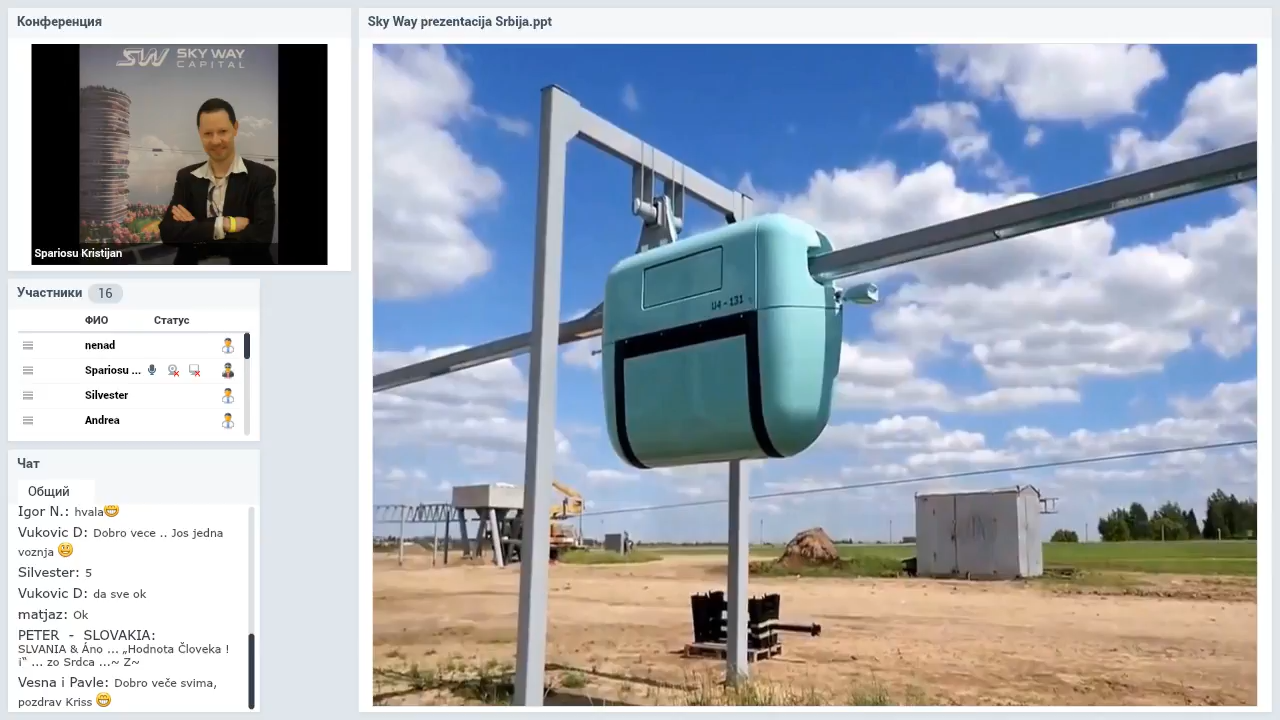 Конференция
SKY WAY
CAPITAL
Spariosu Kristijan
Участники 16
ФИО Статус
nenad
Spariosu ...
Silvester
Andrea
Чат
Общий
Igor N.: hvala
Vukovic D: Dobro vece .. Jos jedna
voznja
Silvester: 5
Vukovic D: da sve ok
matjaz: Ok
PETER - SLOVAKIA:
SLVANIA & Áno ... „Hodnota Človeka !
i“ ... zo Srdca ...~ Z~
Vesna i Pavle: Dobro veče svima,
pozdrav Kriss
Sky Way prezentacija Srbija.ppt
U4-131